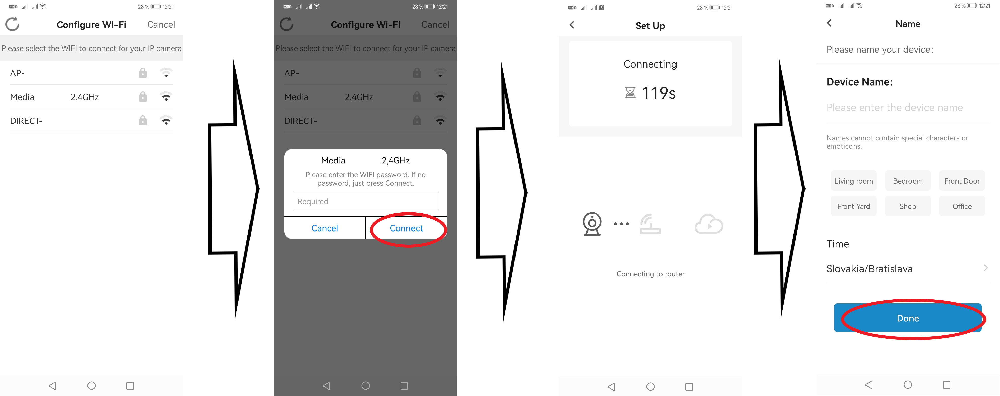 28 % 12:21
Configure Wi-Fi Cancel
Please select the WIFI to connect for your IP camera
AP-
Media 2,4GHz
DIRECT-
28 % 12:21
Configure Wi-Fi Cancel
Please select the WIFI to connect for your IP camera
AP-
Media 2,4GHz
DIRECT-
Media 2,4GHz
Please enter the WIFI password. If no
password, just press Connect.
Required
Cancel Connect
28 % 12:21
Set Up
Connecting
119s
Connecting to router
28 % 12:21
Name
Please name your device:
Device Name:
Please enter the device name
Names cannot contain special characters or
emoticons.
Living room Bedroom Front Door
Front Yard Shop Office
Time
Slovakia/Bratislava
Done